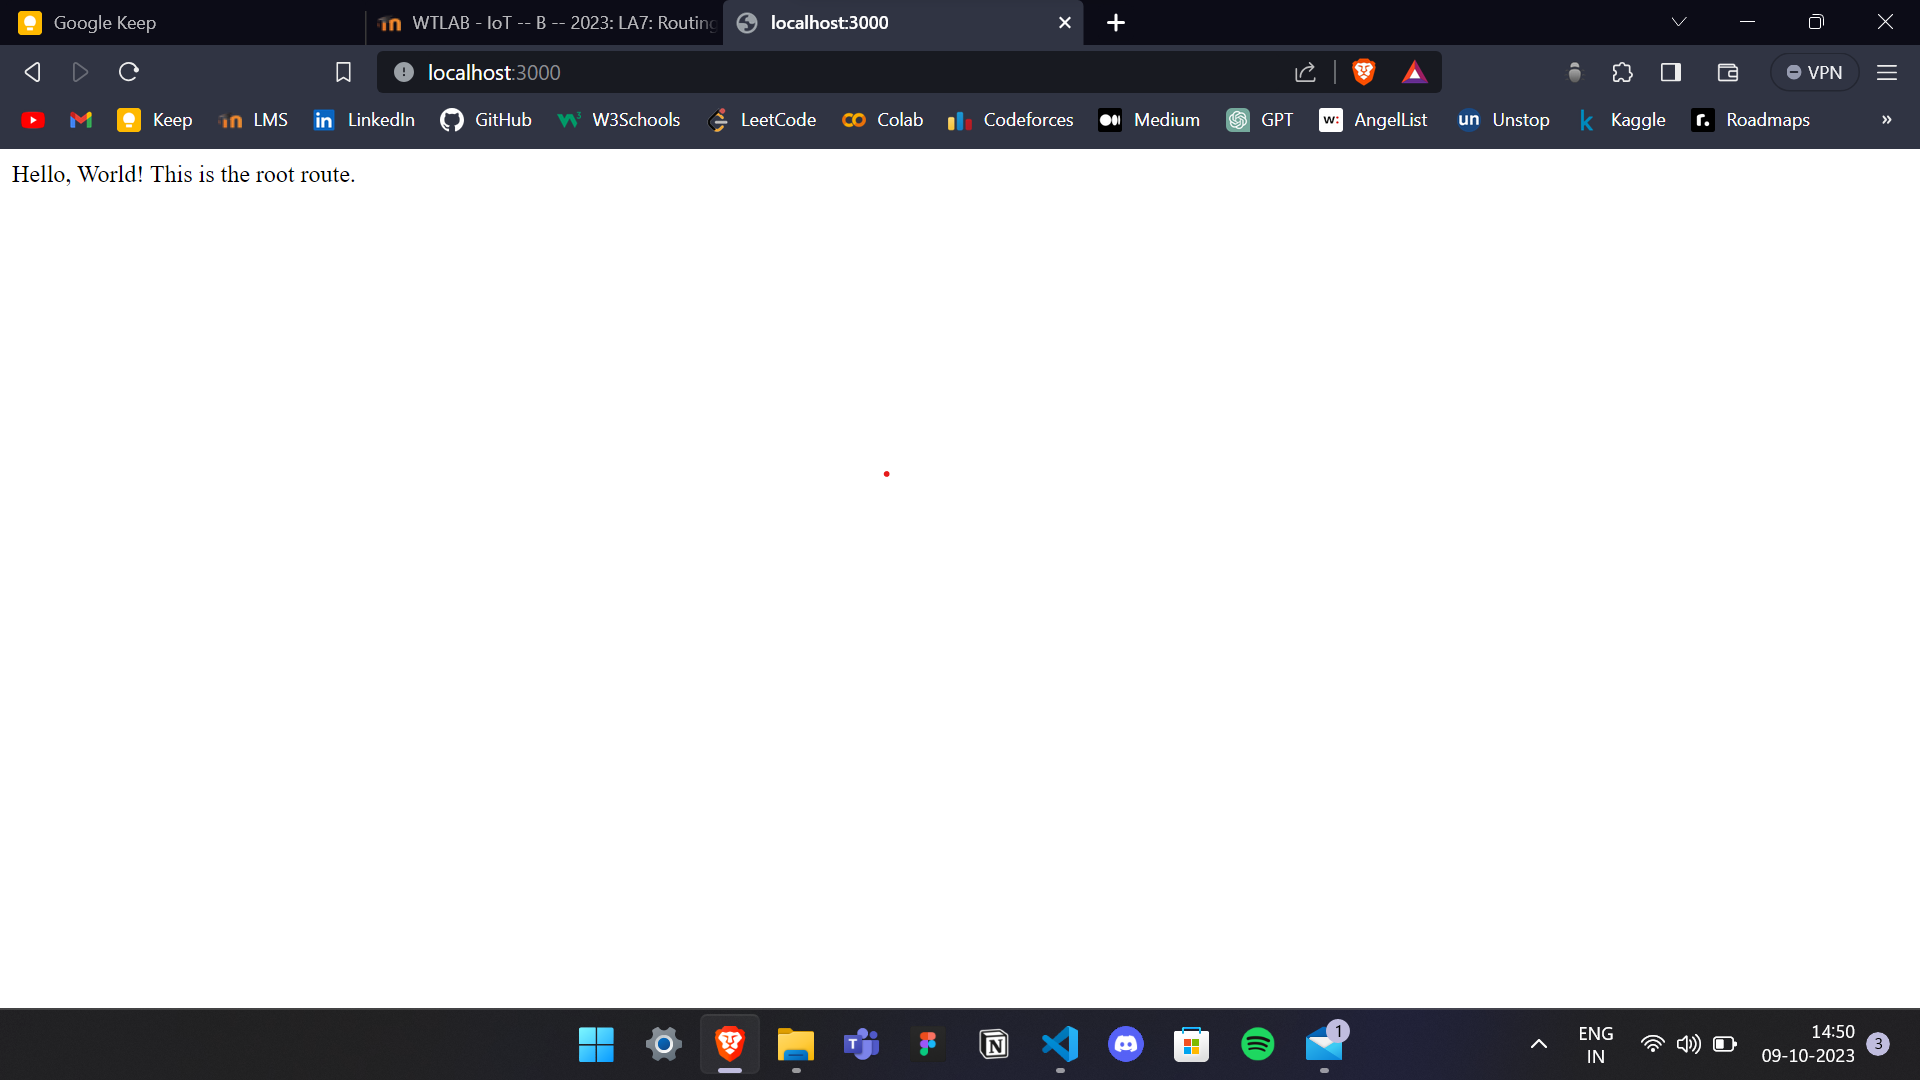 Google Keep
WTLAB - IoT -- B -- 2023: LA7: Routing
localhost:3000
localhost:3000
VPN
Keep
LMS
LinkedIn
GitHub
W3Schools
LeetCode
Colab
Codeforces
Medium
GPT
AngelList
Unstop
Kaggle
Roadmaps
»
Hello, World! This is the root route.
1
ENG
IN
14:50
09-10-2023
3